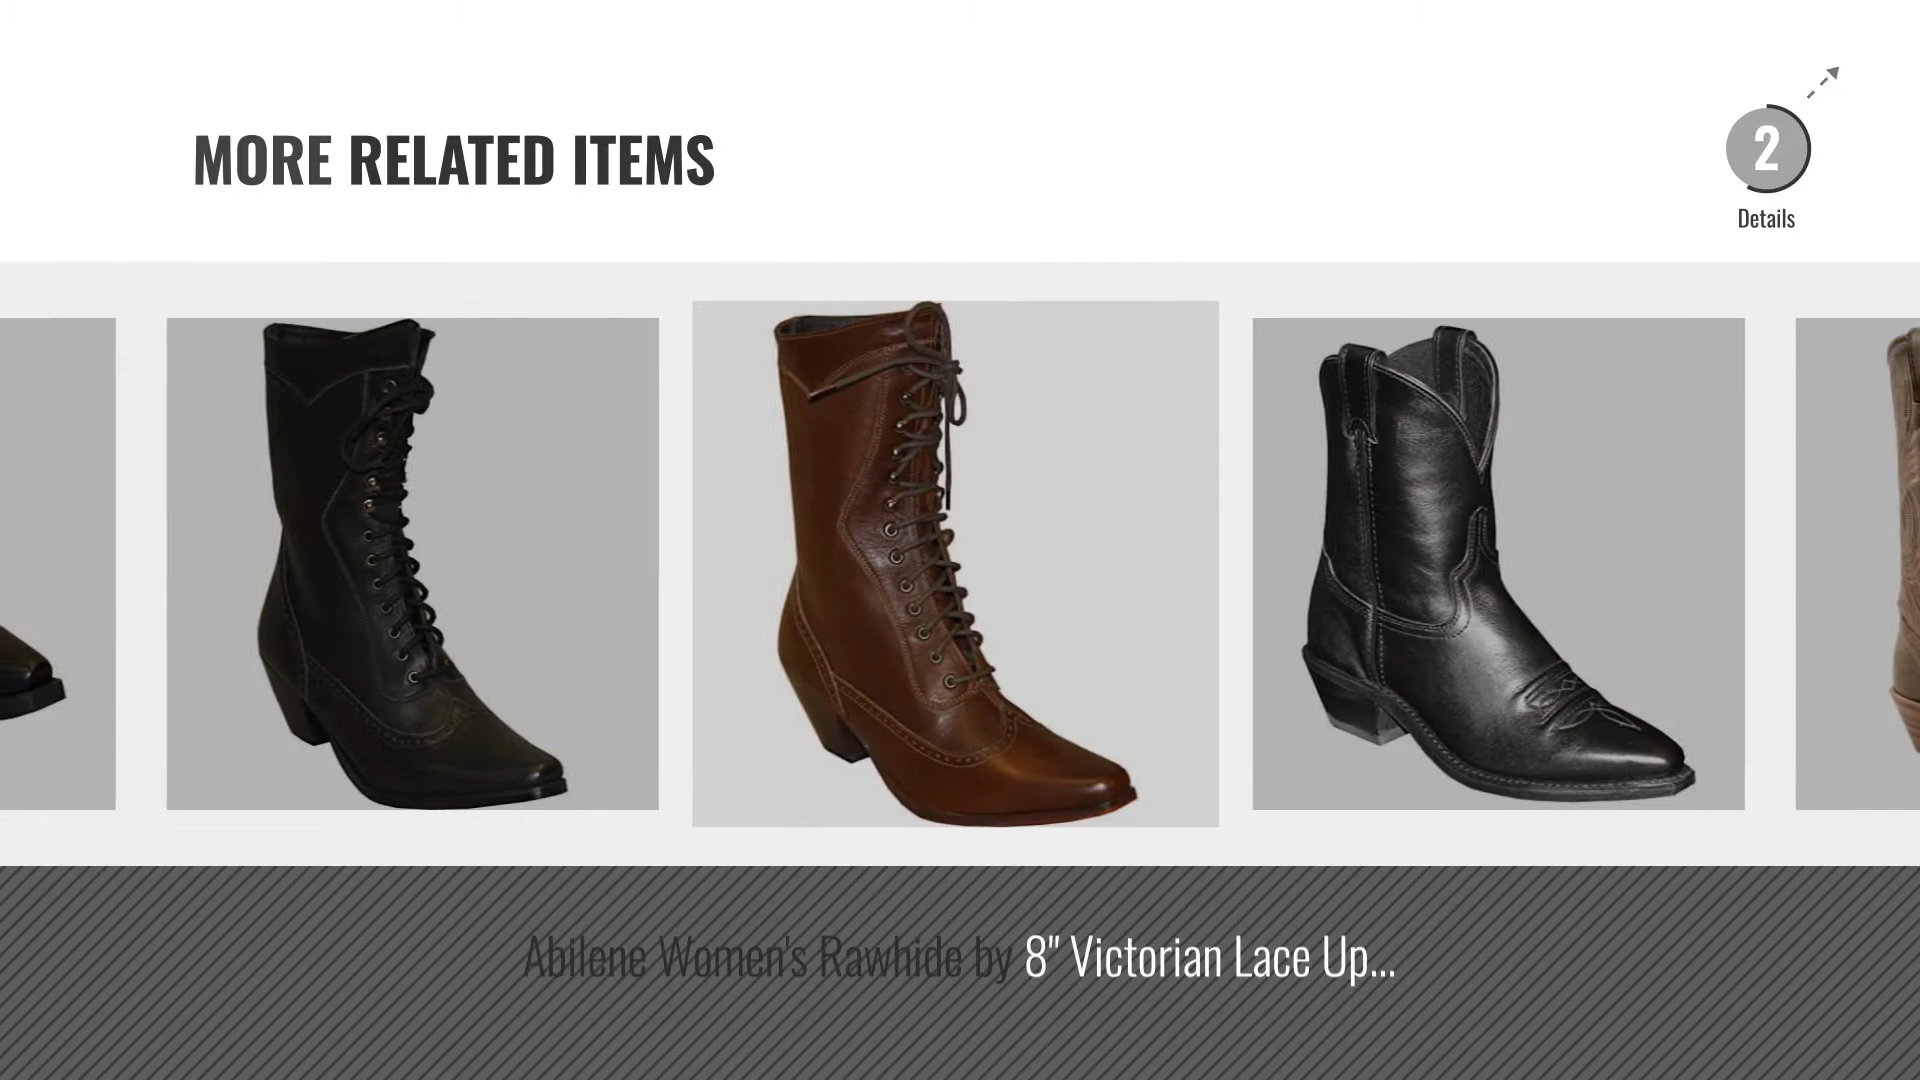 MORE RELATED ITEMS
2
Details
Abilene Women's Rawhide by 8" Victorian Lace Up...